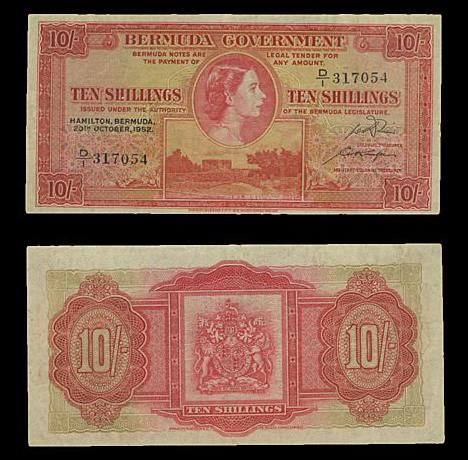 10/- BERMUDA GOVERNMENT 10/-
BERMUDA NOTES ARE LEGAL TENDER FOR
THE PAYMENT OF ANY AMOUNT.
D/1 317054
TEN SHILLINGS TEN SHILLINGS
ISSUED UNDER THE AUTHORITY OF THE BERMUDA LEGISLATURE.
HAMILTON, BERMUDA,
20TH OCTOBER, 1952.
D/1 317054
10/- 10/-
10/- 10/-
TEN SHILLINGS